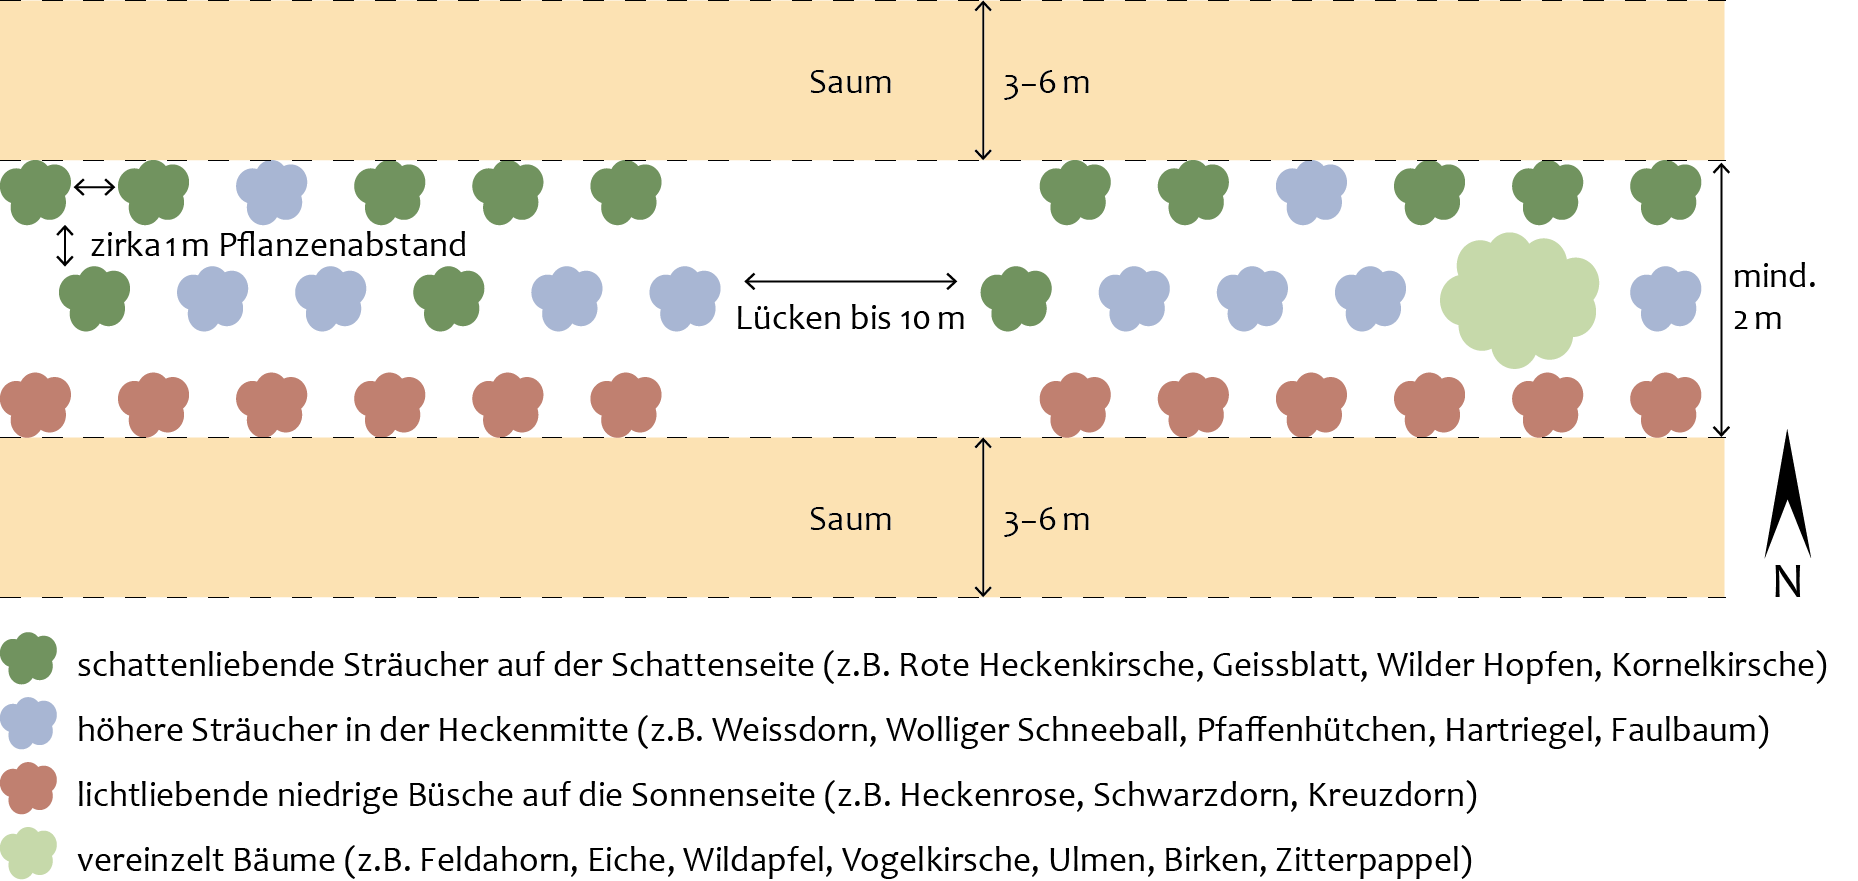 Saum
3–6 m
zirka 1 m Pflanzenabstand
mind.
2 m
Lücken bis 10 m
Saum
3–6 m
N
schattenliebende Sträucher auf der Schattenseite (z.B. Rote Heckenkirsche, Geissblatt, Wilder Hopfen, Kornelkirsche)
höhere Sträucher in der Heckenmitte (z.B. Weissdorn, Wolliger Schneeball, Pfaffenhütchen, Hartriegel, Faulbaum)
lichtliebende niedrige Büsche auf die Sonnenseite (z.B. Heckenrose, Schwarzdorn, Kreuzdorn)
vereinzelt Bäume (z.B. Feldahorn, Eiche, Wildapfel, Vogelkirsche, Ulmen, Birken, Zitterpappel)